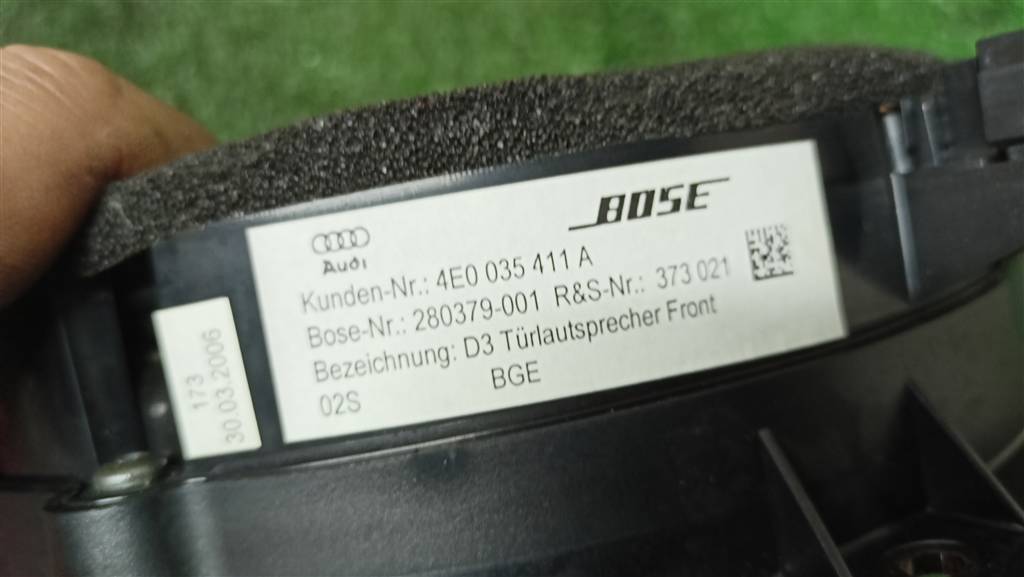 BOSE
Audi
Kunden-Nr.: 4E0 035 411 A
Bose-Nr.: 280379-001 R&S-Nr.: 373 021
Bezeichnung: D3 Türlautsprecher Front
02S BGE
173
30.03.2006